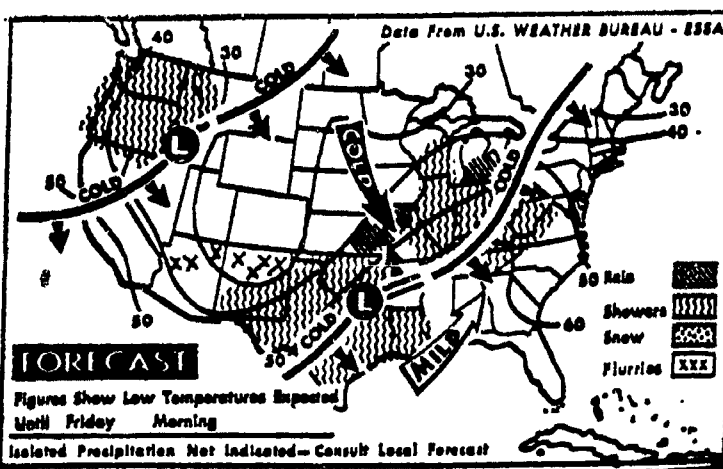 Data From U.S. WEATHER BUREAU - ESSA
40
30
COLD
30
30
40
COLD
L
COLD
50
COLD
50
L
COLD
50
MILD
60
50
Rain
Showers
Snow
Flurries XXX
FORECAST
Figures Show Low Temperatures Expected
Until Friday Morning
Isolated Precipitation Not Indicated — Consult Local Forecast